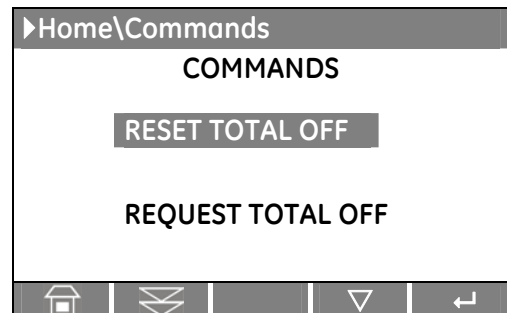 Home\Commands
COMMANDS
RESET TOTAL OFF
REQUEST TOTAL OFF